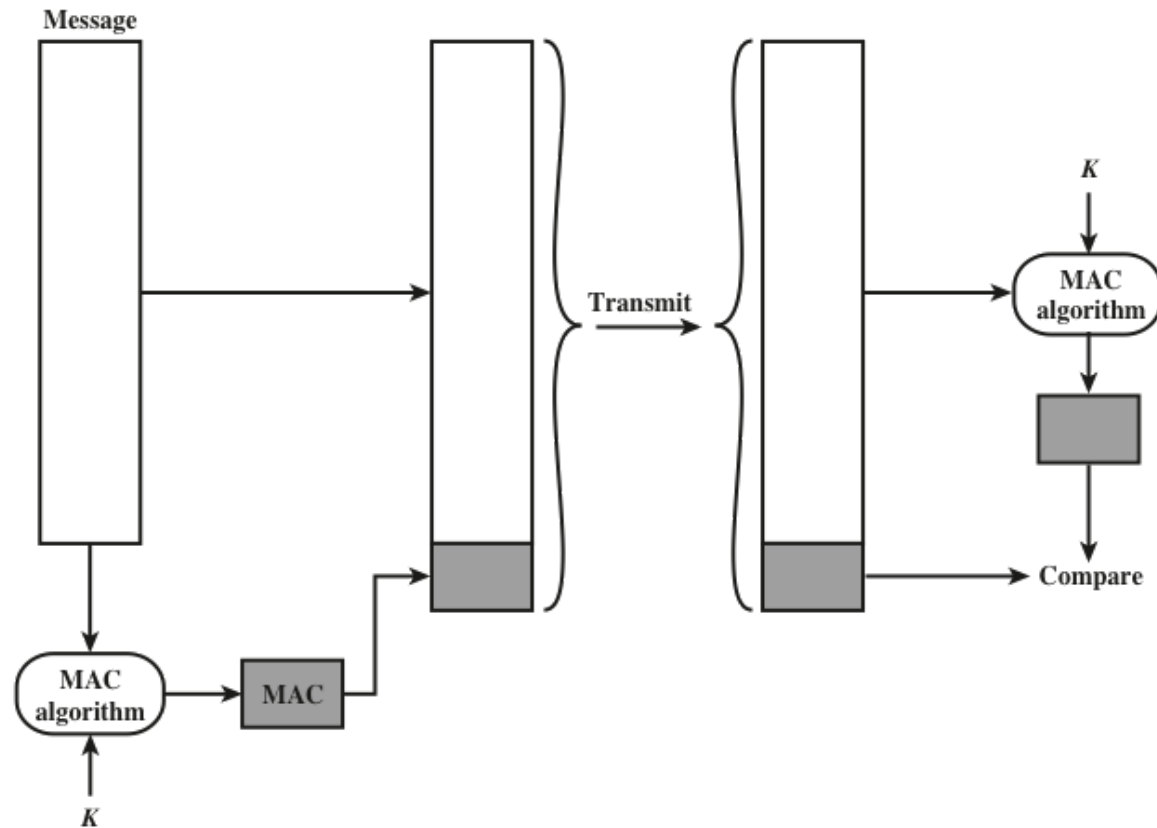 Message
K
MAC
algorithm
Transmit
Compare
MAC
algorithm
MAC
K